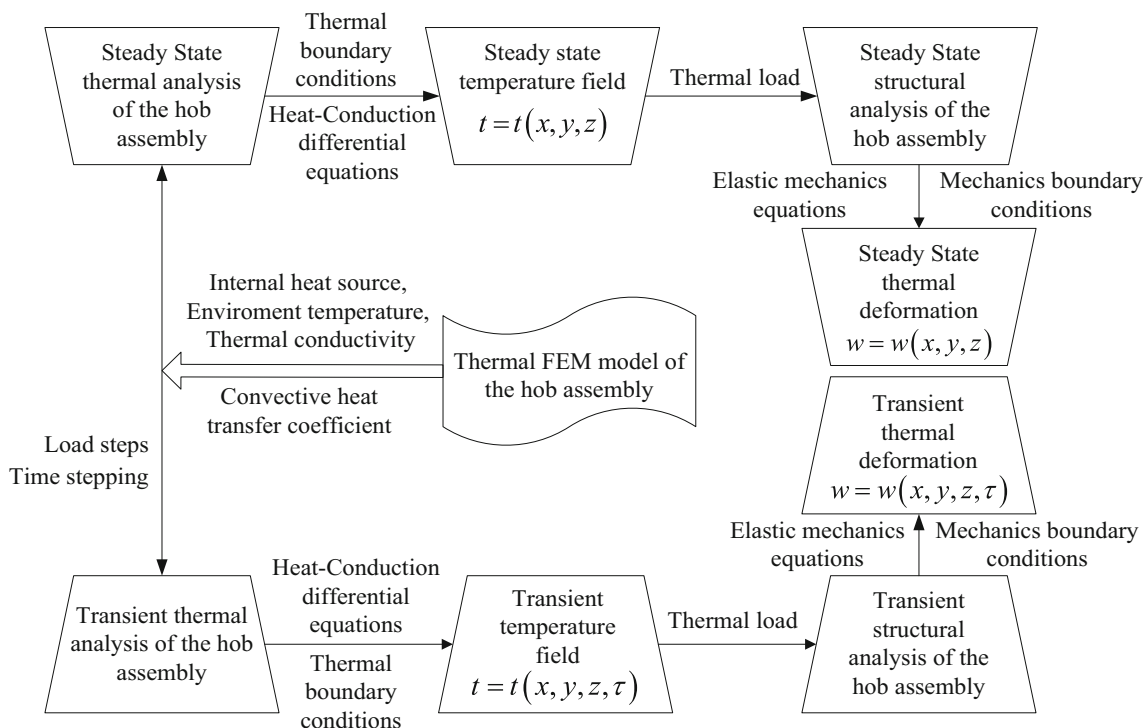 Steady State
thermal analysis
of the hob
assembly
Thermal
boundary
conditions
Heat-Conduction
differential
equations
Steady state
temperature field
t = t(x, y, z)
Thermal load
Steady State
structural
analysis of the
hob assembly
Elastic mechanics
equations
Mechanics boundary
conditions
Steady State
thermal
deformation
w = w(x, y, z)
Internal heat source,
Enviroment temperature,
Thermal conductivity
Convective heat
transfer coefficient
Thermal FEM model of
the hob assembly
Load steps
Time stepping
Transient
thermal
deformation
w = w(x, y, z, τ)
Elastic mechanics
equations
Mechanics boundary
conditions
Transient thermal
analysis of the hob
assembly
Heat-Conduction
differential
equations
Thermal
boundary
conditions
Transient
temperature
field
t = t(x, y, z, τ)
Thermal load
Transient
structural
analysis of the
hob assembly